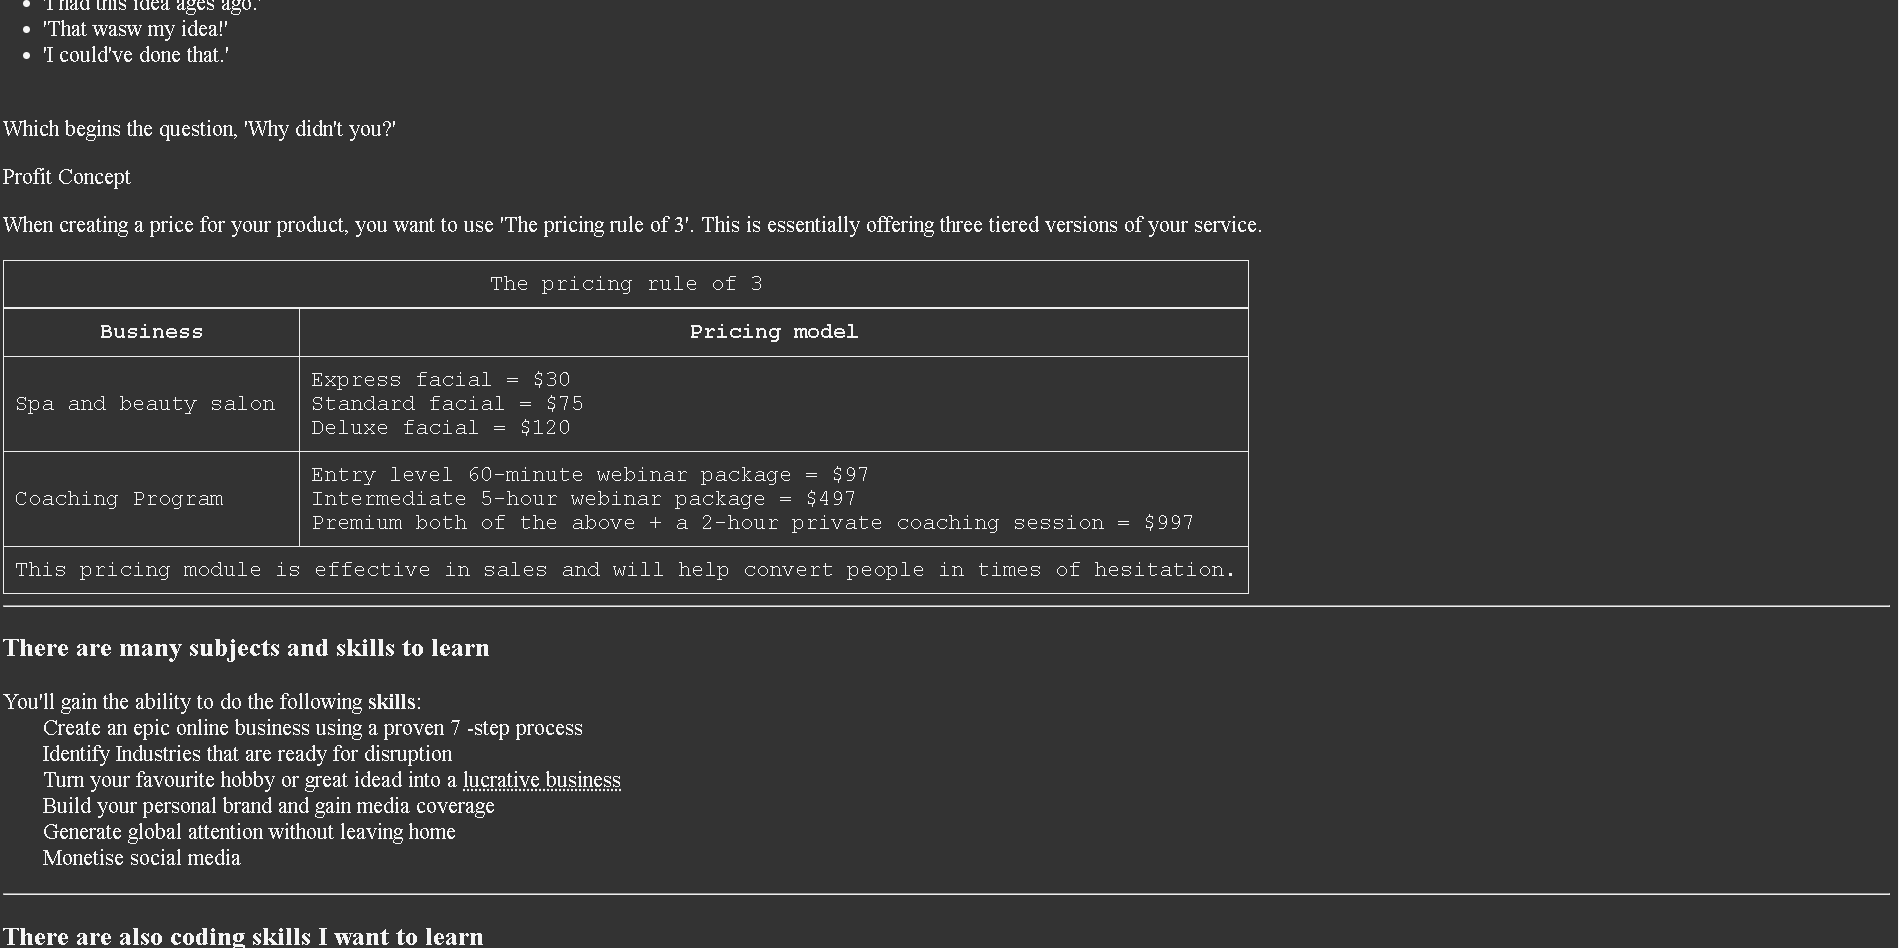 'I had this idea ages ago.'
'That wasw my idea!'
'I could've done that.'
Which begins the question, 'Why didn't you?'
Profit Concept
When creating a price for your product, you want to use 'The pricing rule of 3'. This is essentially offering three tiered versions of your service.
The pricing rule of 3
Business
Pricing model
Spa and beauty salon
Express facial = $30
Standard facial = $75
Deluxe facial = $120
Coaching Program
Entry level 60-minute webinar package = $97
Intermediate 5-hour webinar package = $497
Premium both of the above + a 2-hour private coaching session = $997
This pricing module is effective in sales and will help convert people in times of hesitation.
There are many subjects and skills to learn
You'll gain the ability to do the following skills:
Create an epic online business using a proven 7 -step process
Identify Industries that are ready for disruption
Turn your favourite hobby or great idead into a lucrative business
Build your personal brand and gain media coverage
Generate global attention without leaving home
Monetise social media
There are also coding skills I want to learn